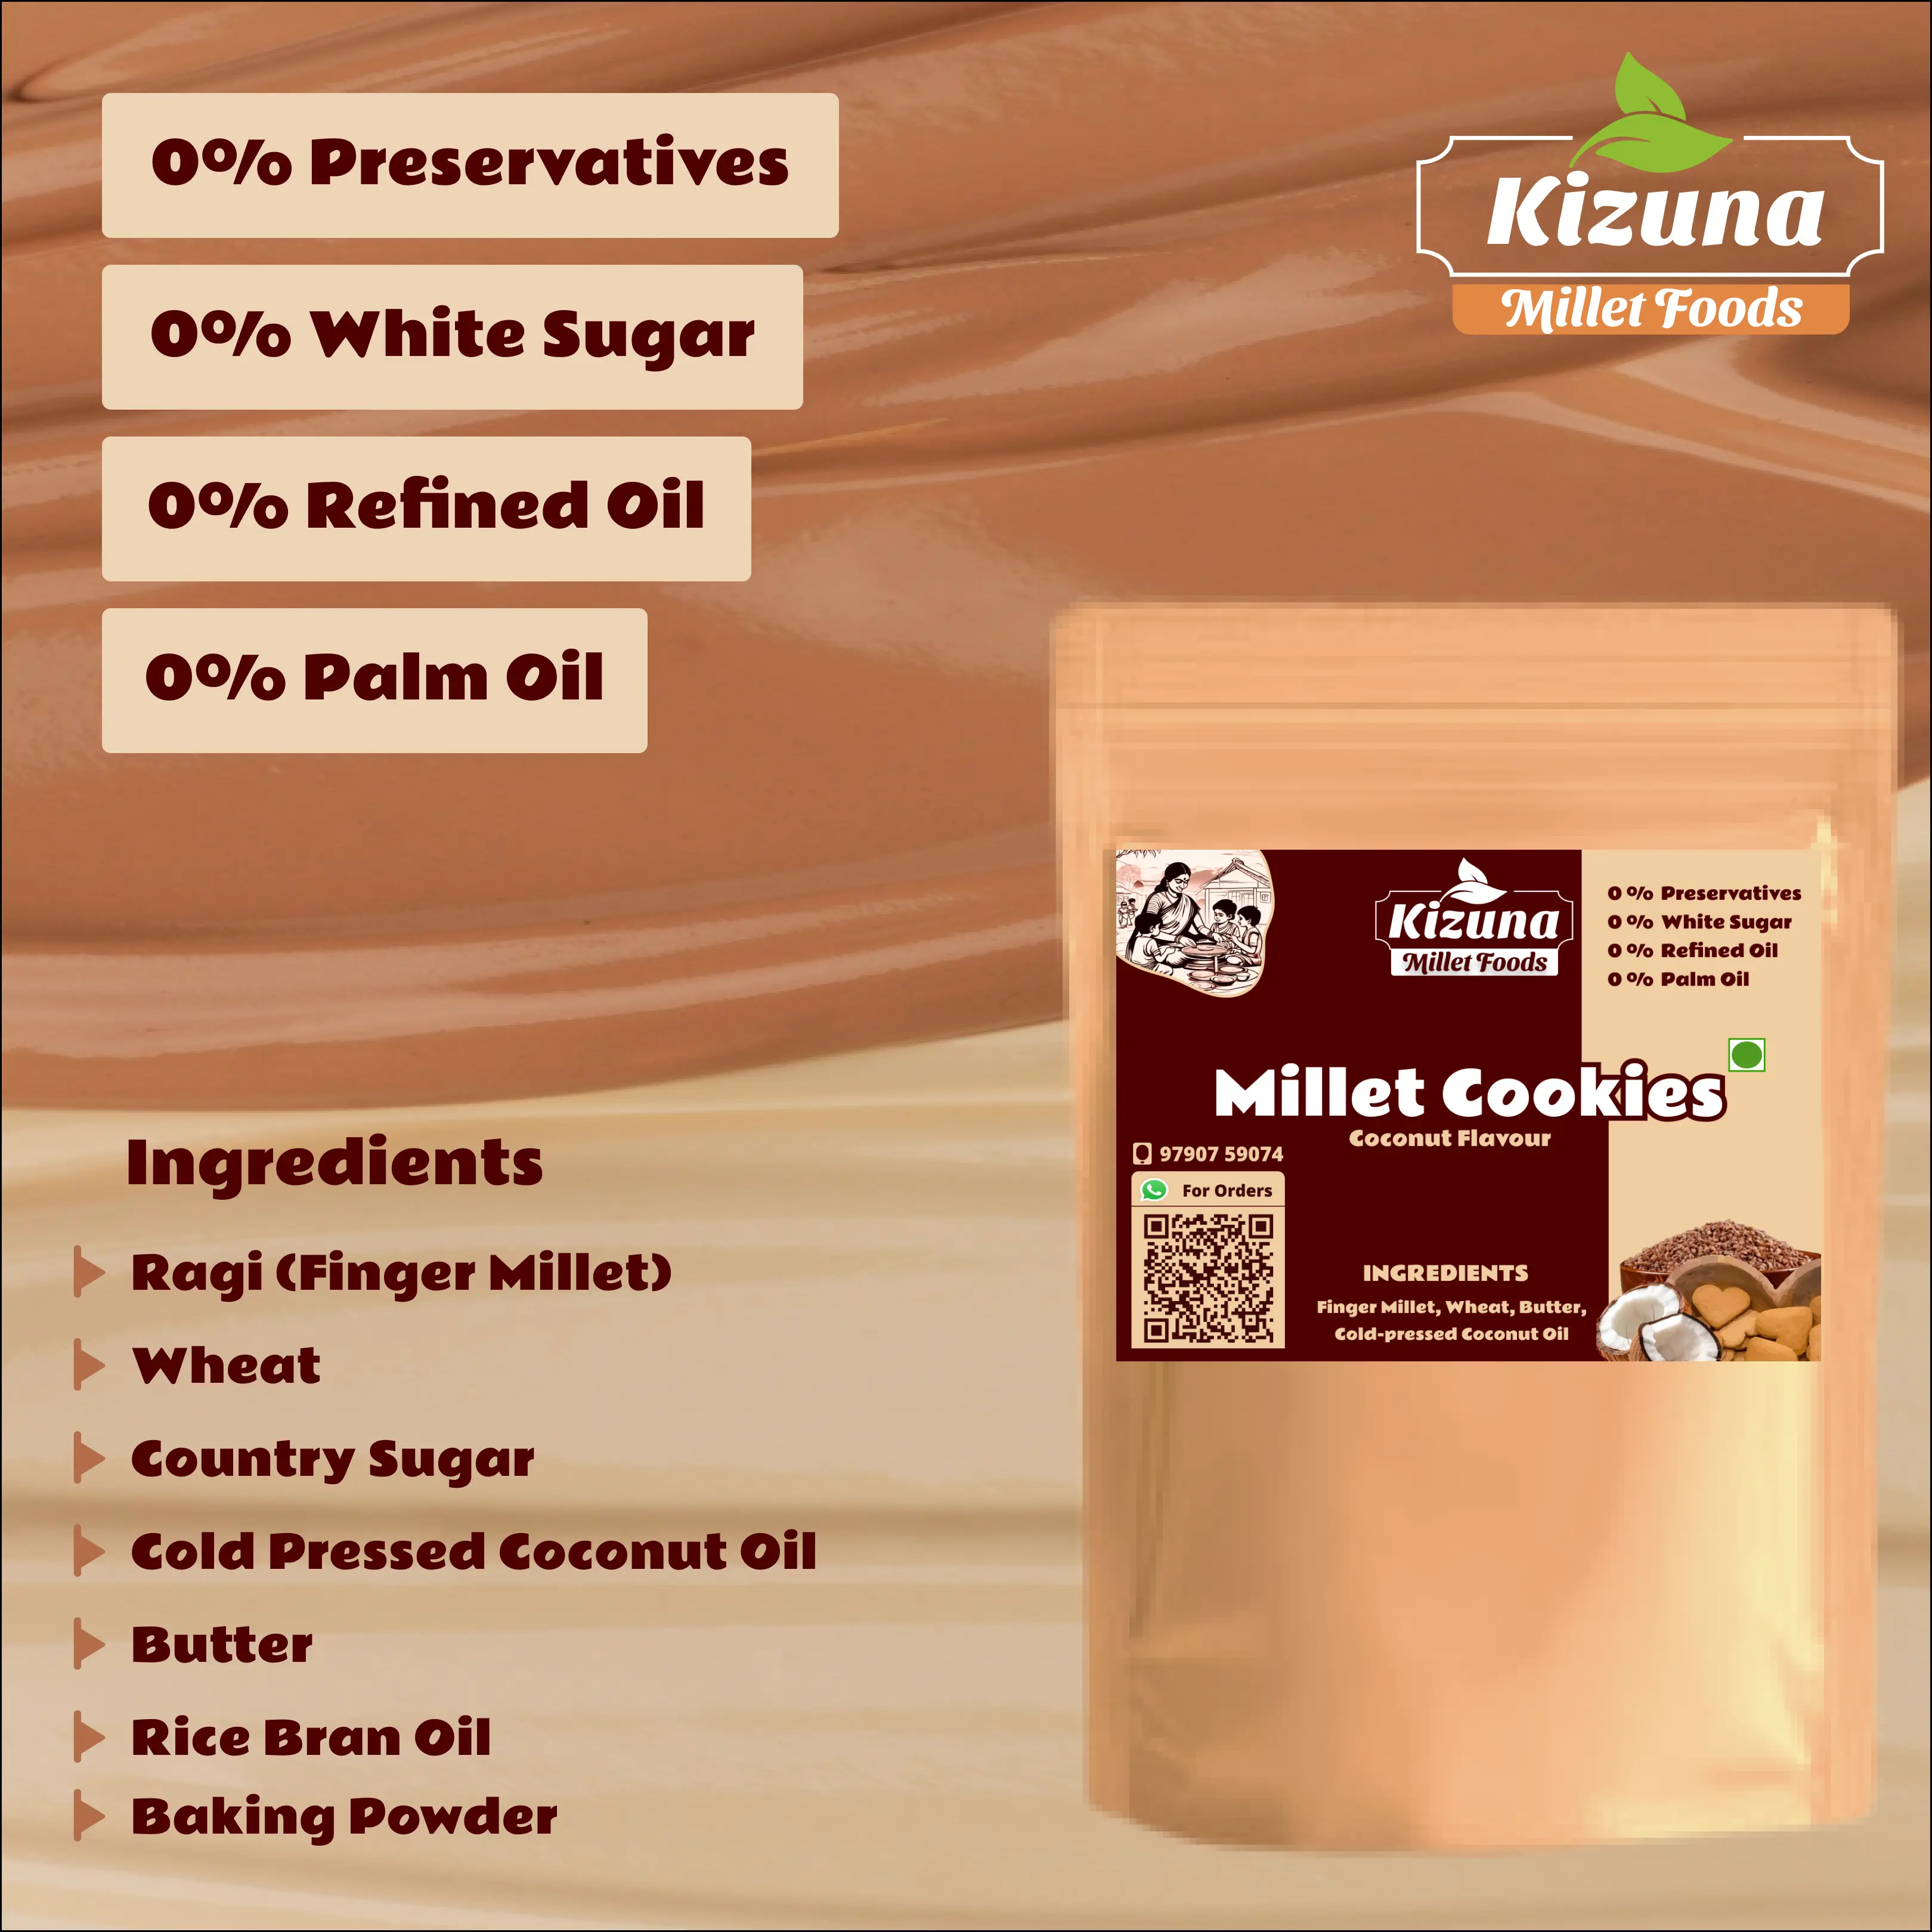 0% Preservatives
0% White Sugar
0% Refined Oil
0% Palm Oil
Kizuna
Millet Foods
Ingredients
Ragi (Finger Millet)
Wheat
Country Sugar
Cold Pressed Coconut Oil
Butter
Rice Bran Oil
Baking Powder
Kizuna
Millet Foods
0 % Preservatives
0 % White Sugar
0 % Refined Oil
0 % Palm Oil
Millet Cookies
Coconut Flavour
97907 59074
For Orders
INGREDIENTS
Finger Millet, Wheat, Butter,
Cold-pressed Coconut Oil